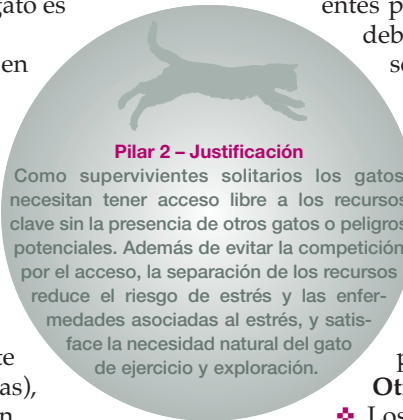 gato es
entes p
deb
en
se
Pilar 2 – Justificación
Como supervivientes solitarios los gatos
necesitan tener acceso libre a los recursos
clave sin la presencia de otros gatos o peligros
potenciales. Además de evitar la competición
por el acceso, la separación de los recursos
reduce el riesgo de estrés y las enfer-
medades asociadas al estrés, y satis-
face la necesidad natural del gato
de ejercicio y exploración.
te
p
as),
Otr
Los
n